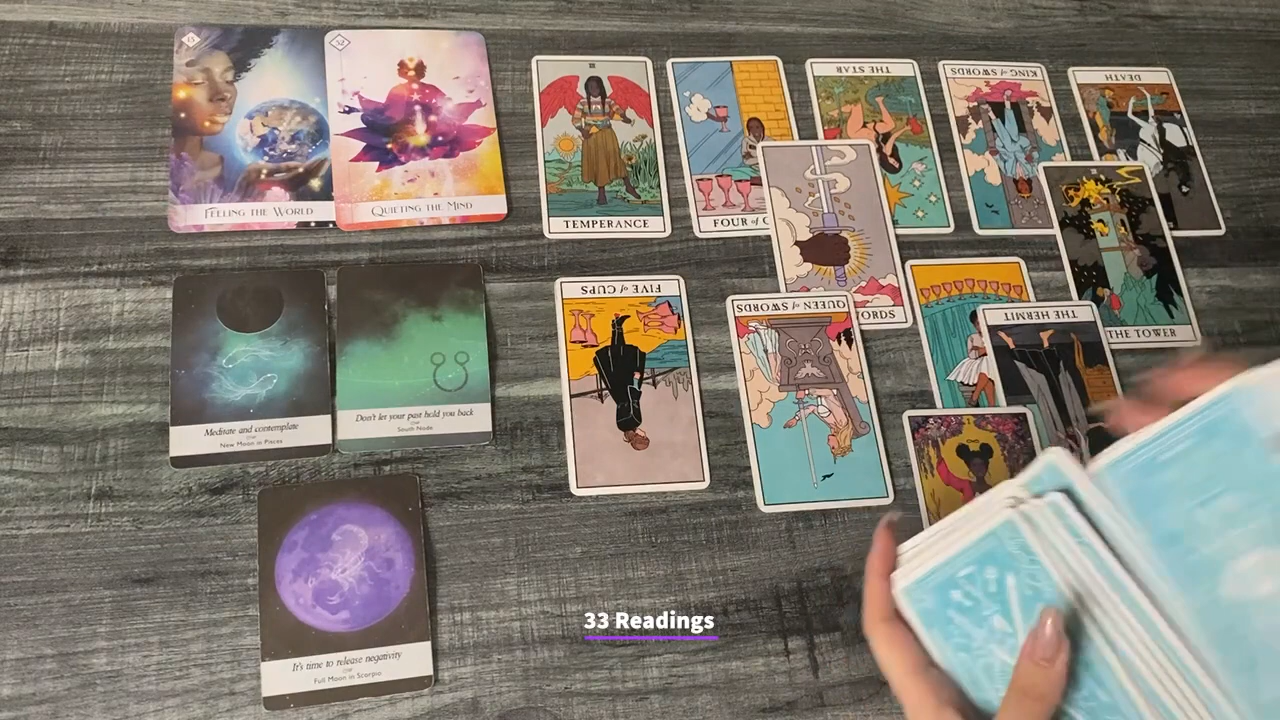 43
52
FEELING THE WORLD
QUIETING THE MIND
TEMPERANCE
FOUR of C
THE STAR
KING of SWORDS
DEATH
ORDS
THE TOWER
Meditate and contemplate
New Moon in Pisces
Don't let your past hold you back
South Node
FIVE of CUPS
QUEEN of SWORDS
THE HERMIT
It's time to release negativity
Full Moon in Scorpio
33 Readings